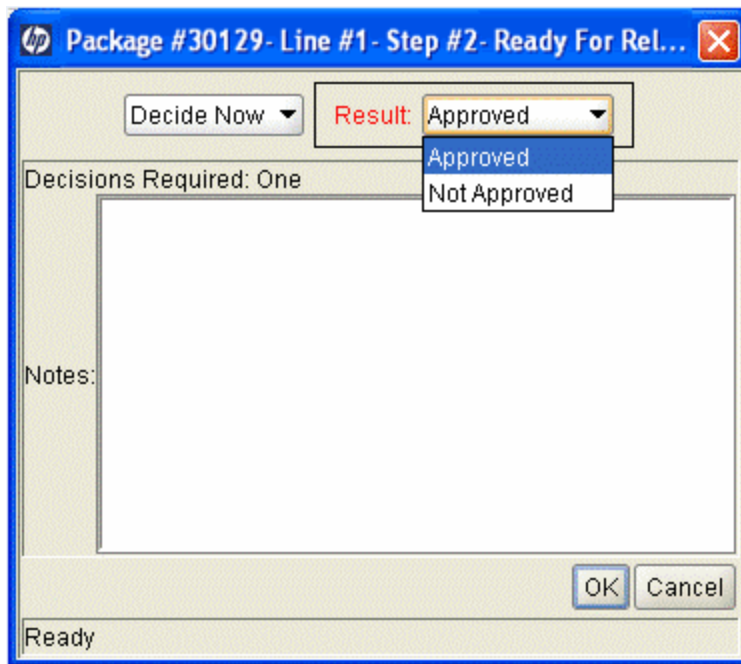 hp Package #30129- Line #1- Step #2- Ready For Rel...
Decide Now Result: Approved
Approved
Not Approved
Decisions Required: One
Notes:
OK Cancel
Ready